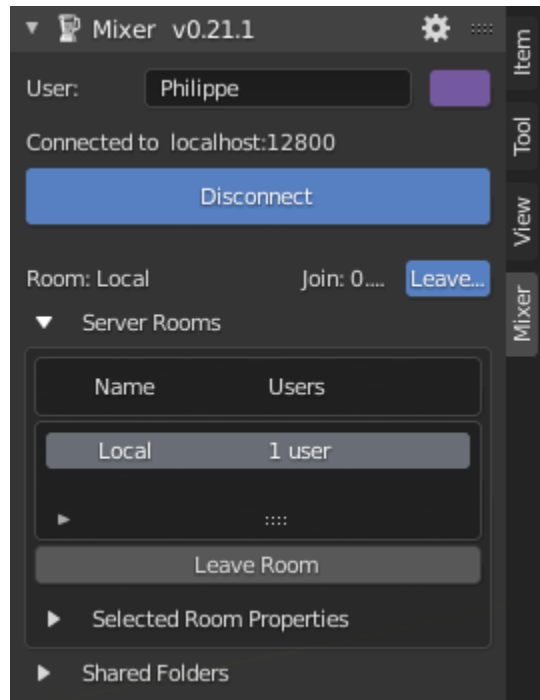 Mixer v0.21.1
User: Philippe
Connected to localhost:12800
Disconnect
Room: Local Join: 0.... Leave...
Server Rooms
Name Users
Local 1 user
Leave Room
Selected Room Properties
Shared Folders
Item
Tool
View
Mixer